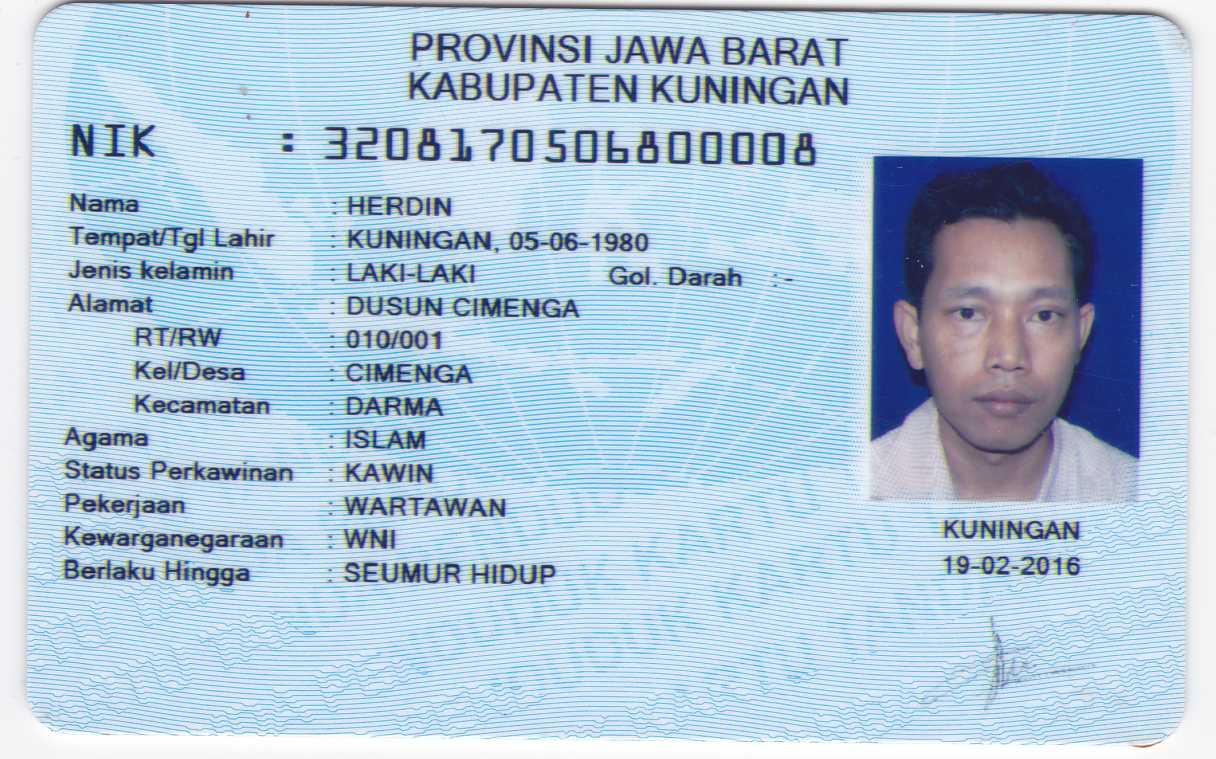 PROVINSI JAWA BARAT
KABUPATEN KUNINGAN
NIK : 3208170506800008
Nama : HERDIN
Tempat/Tgl Lahir : KUNINGAN, 05-06-1980
Jenis kelamin : LAKI-LAKI Gol. Darah : -
Alamat : DUSUN CIMENGA
RT/RW : 010/001
Kel/Desa : CIMENGA
Kecamatan : DARMA
Agama : ISLAM
Status Perkawinan : KAWIN
Pekerjaan : WARTAWAN
Kewarganegaraan : WNI
Berlaku Hingga : SEUMUR HIDUP
KUNINGAN
19-02-2016